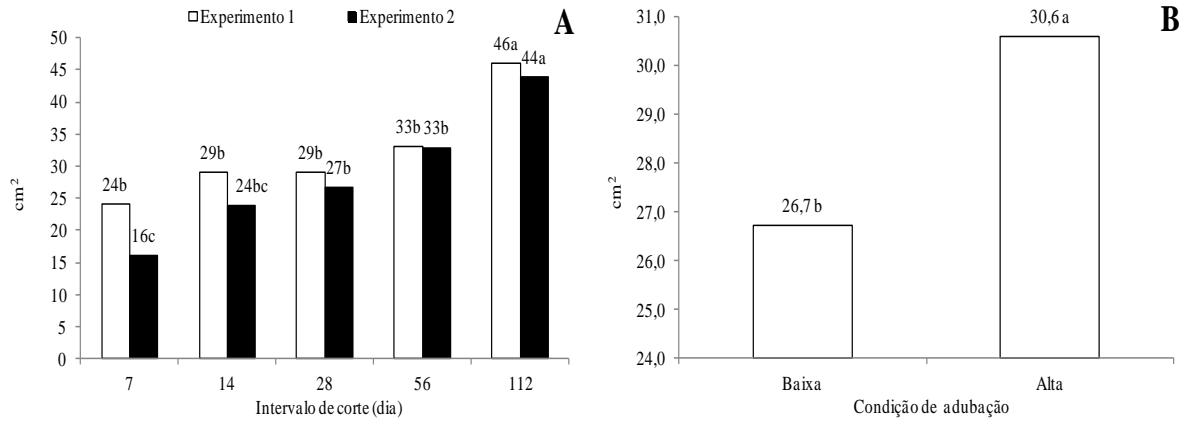 Experimento 1 Experimento 2
A
cm²
50
45
40
35
30
25
20
15
10
5
0
24b
16c
29b
24bc
29b
27b
33b
33b
46a
44a
7 14 28 56 112
Intervalo de corte (dia)
B
cm²
31,0
30,0
29,0
28,0
27,0
26,0
25,0
24,0
26,7 b
30,6 a
Baixa Alta
Condição de adubação